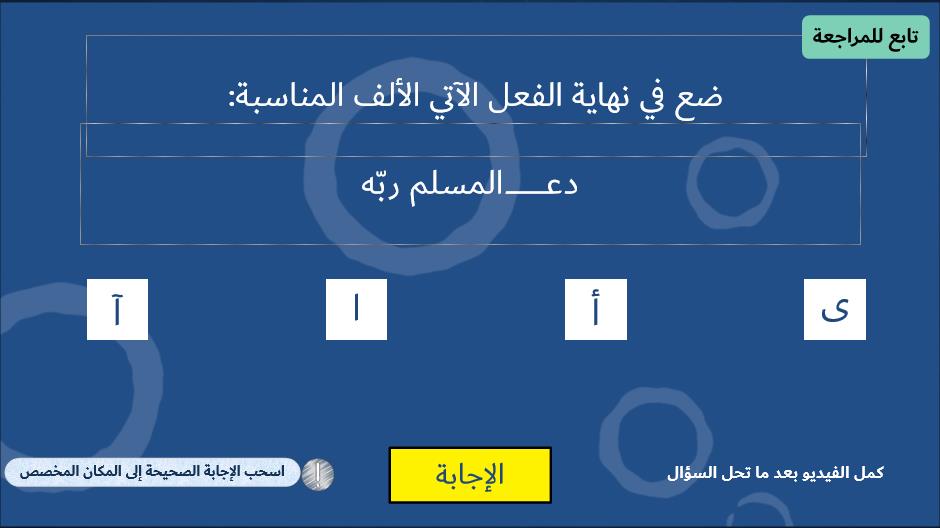 تابع للمراجعة
ضع في نهاية الفعل الآتي الألف المناسبة:
دعـــــالمسلم ربّه
ى
أ
ا
آ
كمل الفيديو بعد ما تحل السؤال
الإجابة
اسحب الإجابة الصحيحة إلى المكان المخصص